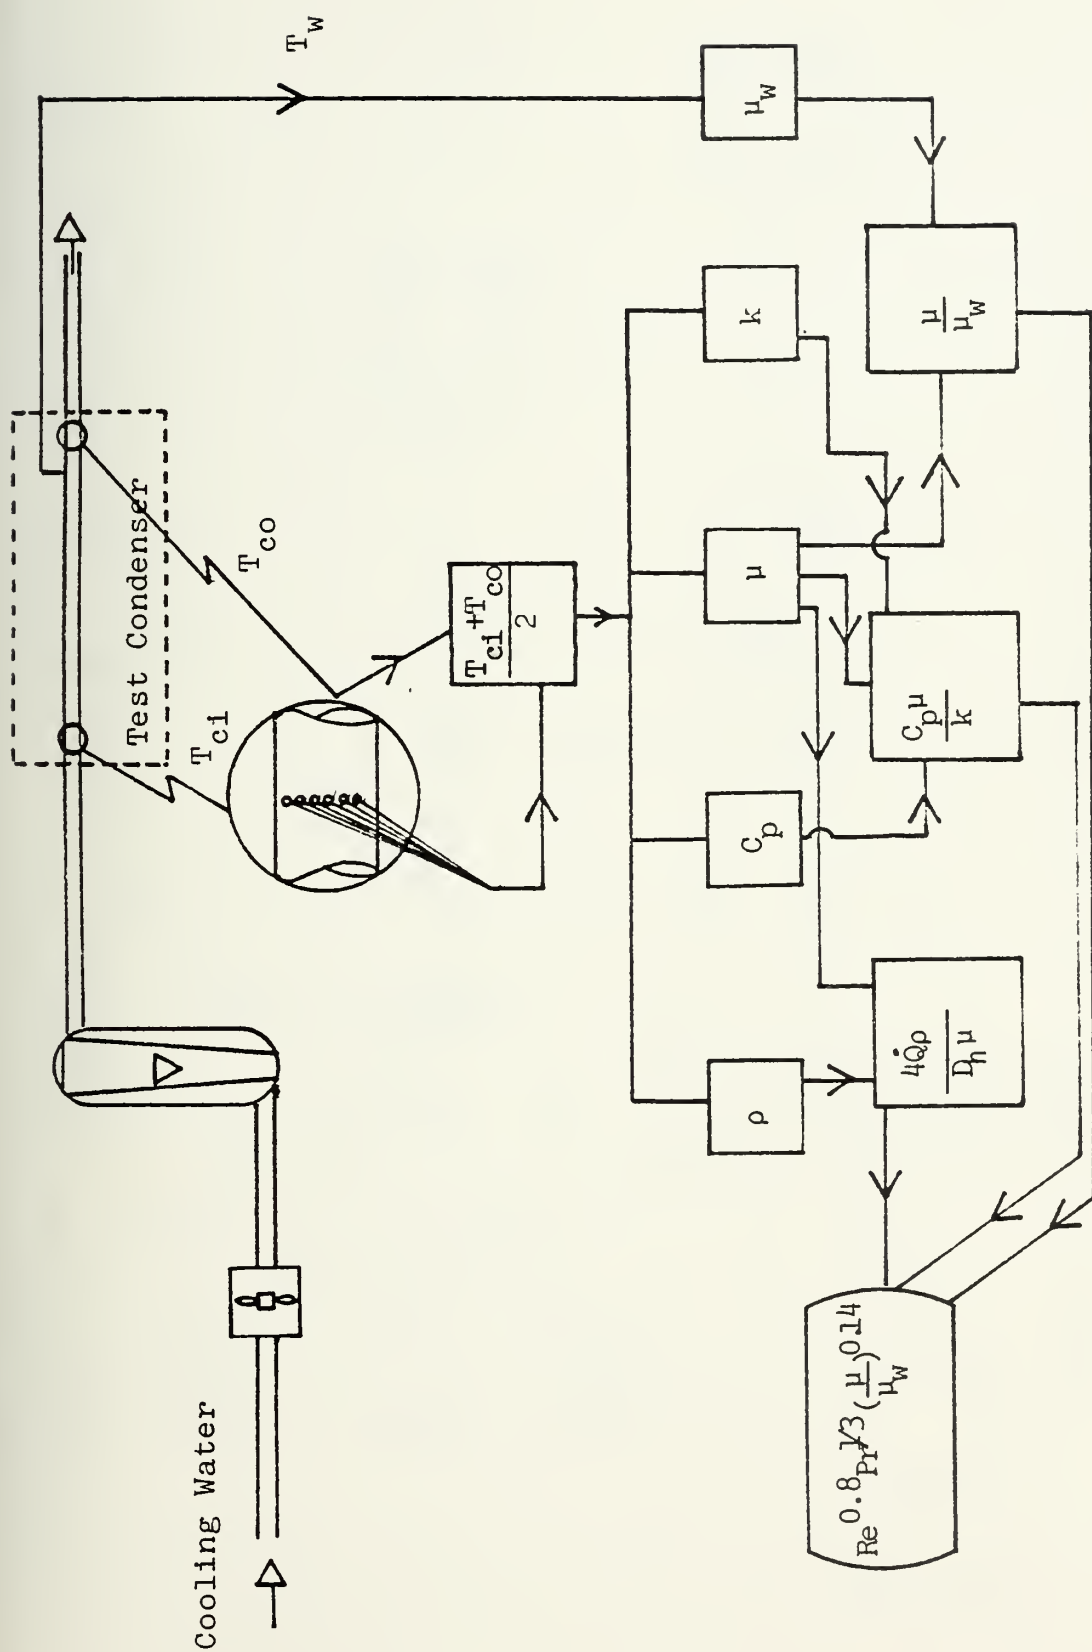 Cooling Water
Test Condenser
T_w
T_ci
T_co
T_ci+T_co
2
ρ
C_p
μ
k
μ_w
4Q̇ρ
D_h μ
C_p μ
k
μ
μ_w
Re^0.8 Pr^1/3 (μ/μ_w)^0.14